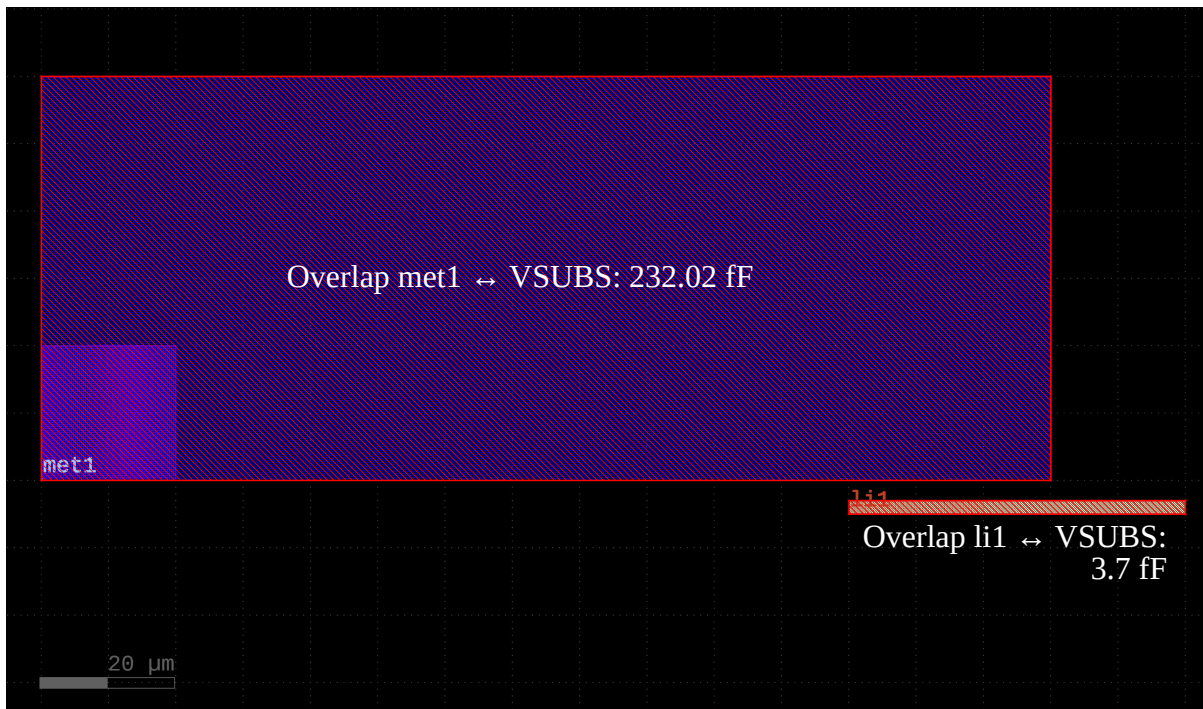 Overlap met1 ↔ VSUBS: 232.02 fF
met1
li1
Overlap li1 ↔ VSUBS:
3.7 fF
20 µm